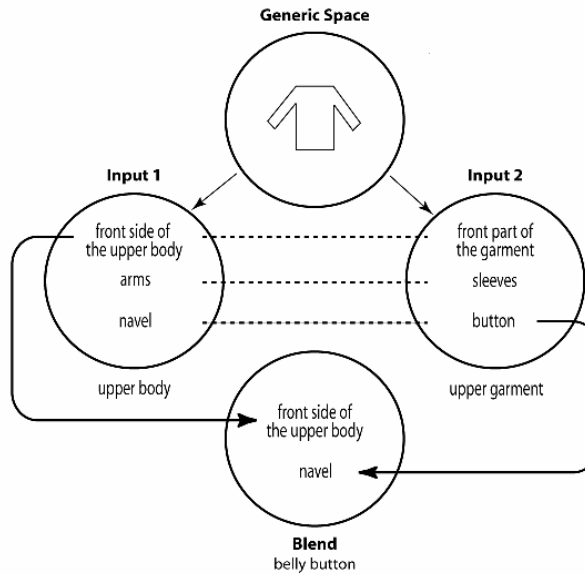 Generic Space
Input 1
Input 2
front side of
the upper body
arms
navel
front part of
the garment
sleeves
button
upper body
upper garment
front side of
the upper body
navel
Blend
belly button